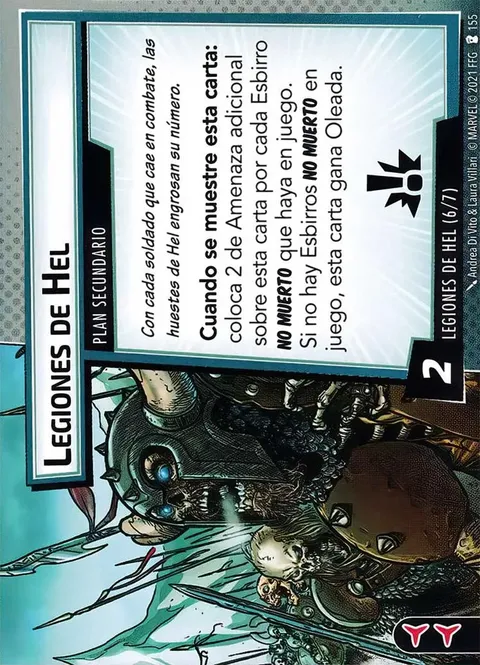 LEGIONES DE HEL
PLAN SECUNDARIO
Con cada soldado que cae en combate, las
huestes de Hel engrosan su número.
Cuando se muestre esta carta:
coloca 2 de Amenaza adicional
sobre esta carta por cada Esbirro
NO MUERTO que haya en juego.
Si no hay Esbirros NO MUERTO en
juego, esta carta gana Oleada.
2
LEGIONES DE HEL (6/7)
Andrea Di Vito & Laura Villari © MARVEL © 2021 FFG 155